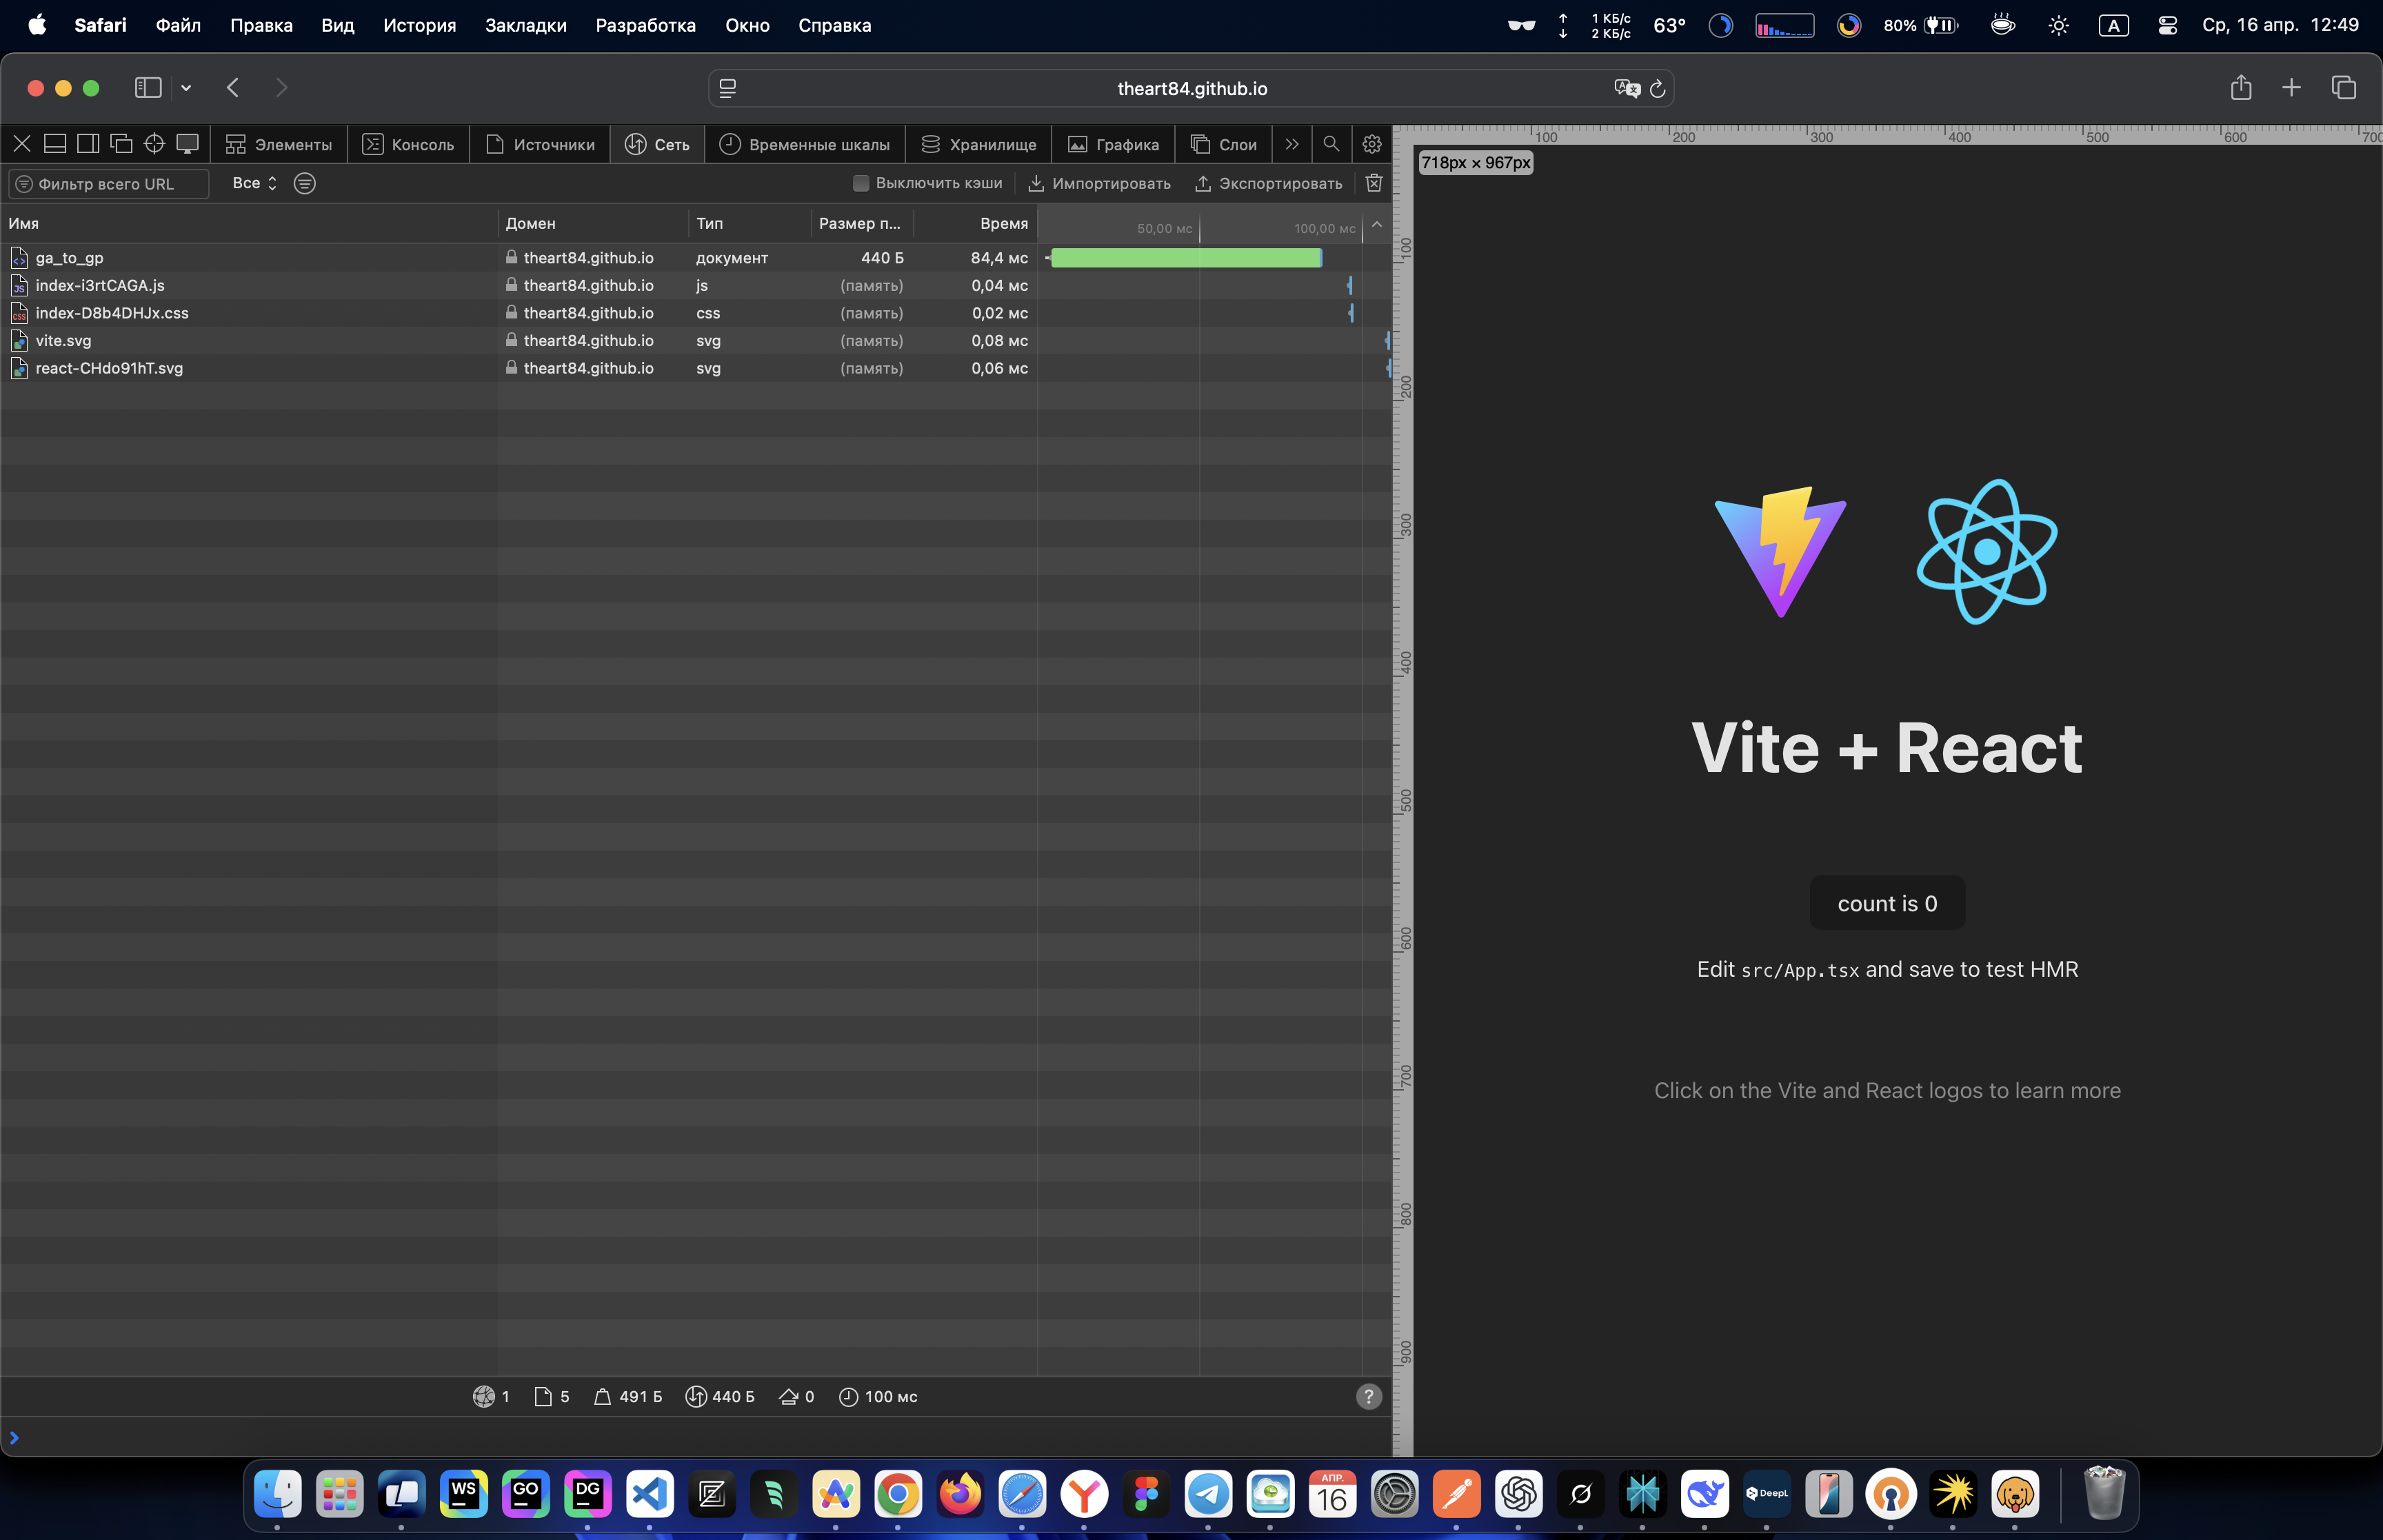 Safari Файл Правка Вид История Закладки Разработка Окно Справка
1 КБ/с
2 КБ/с
63° 80% A Ср, 16 апр. 12:49
theart84.github.io
Элементы Консоль Источники Сеть Временные шкалы Хранилище Графика Слои
Фильтр всего URL Все Выключить кэши Импортировать Экспортировать
Имя Домен Тип Размер п... Время 50,00 мс 100,00 мс
ga_to_gp theart84.github.io документ 440 Б 84,4 мс
index-i3rtCAGA.js theart84.github.io js (память) 0,04 мс
index-D8b4DHJx.css theart84.github.io css (память) 0,02 мс
vite.svg theart84.github.io svg (память) 0,08 мс
react-CHdo91hT.svg theart84.github.io svg (память) 0,06 мс
1 5 491 Б 440 Б 0 100 мс ?
100 200 300 400 500 600 700
718px × 967px
100
200
300
400
500
600
700
800
900
Vite + React
count is 0
Edit src/App.tsx and save to test HMR
Click on the Vite and React logos to learn more
WS GO DG АПР. 16 DeepL